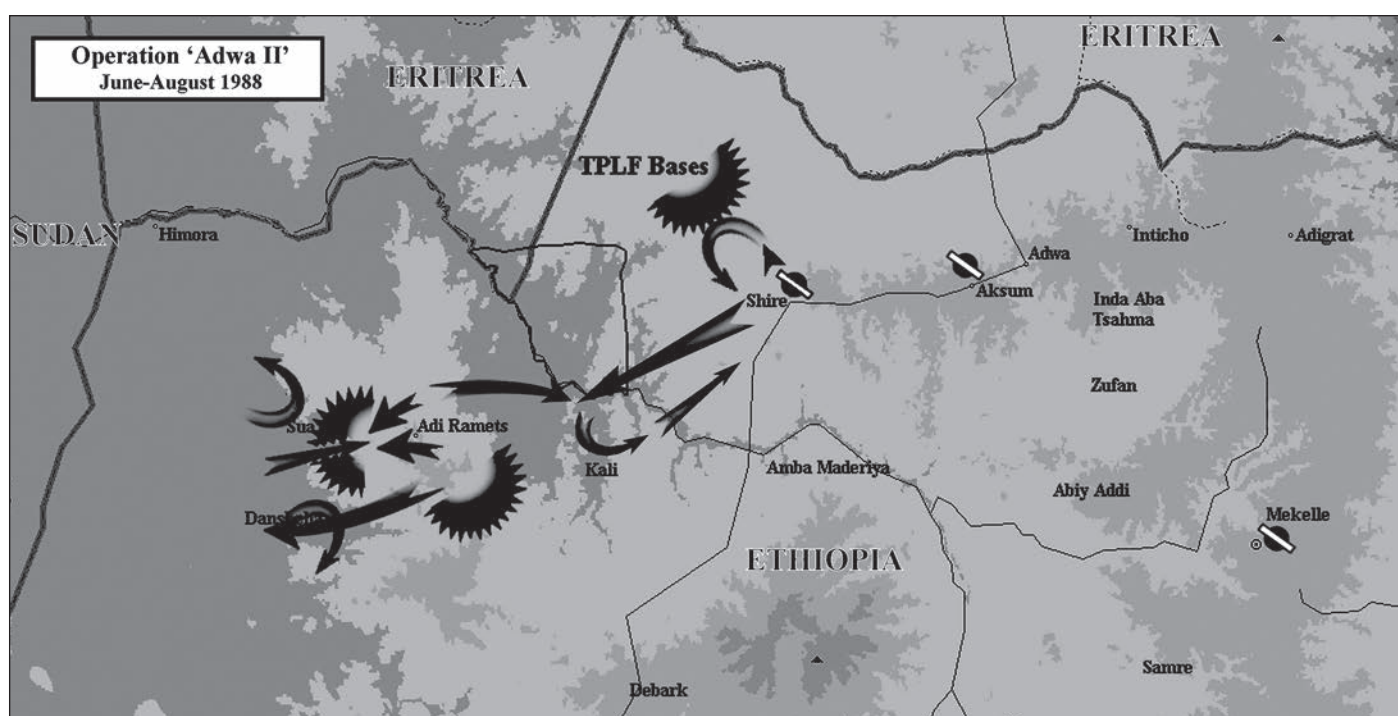 Operation ‘Adwa II’
June-August 1988
ERITREA
ERITREA
TPLF Bases
SUDAN
Himora
Inticho
Adigrat
Adwa
Aksum
Shire
Inda Aba
Tsahma
Zufan
Sua
Adi Ramets
Kali
Amba Maderiya
Abiy Addi
Mekelle
ETHIOPIA
Samre
Debark